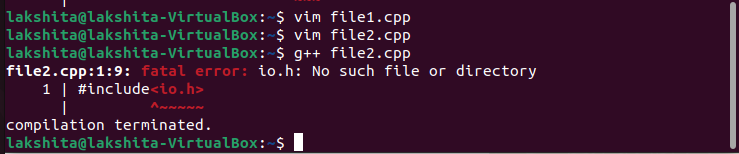 lakshita@lakshita-VirtualBox:~$ vim file1.cpp
lakshita@lakshita-VirtualBox:~$ vim file2.cpp
lakshita@lakshita-VirtualBox:~$ g++ file2.cpp
file2.cpp:1:9: fatal error: io.h: No such file or directory
    1 | #include<io.h>
      |         ^~~~~~
compilation terminated.
lakshita@lakshita-VirtualBox:~$